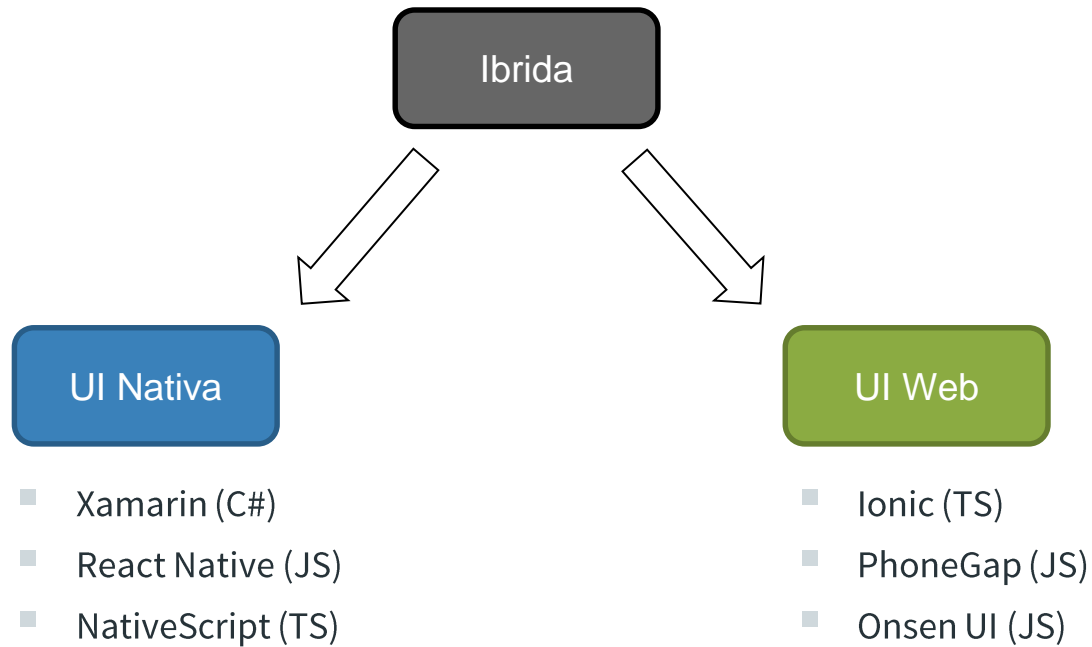 Ibrida
UI Nativa
Xamarin (C#)
React Native (JS)
NativeScript (TS)
UI Web
Ionic (TS)
PhoneGap (JS)
Onsen UI (JS)